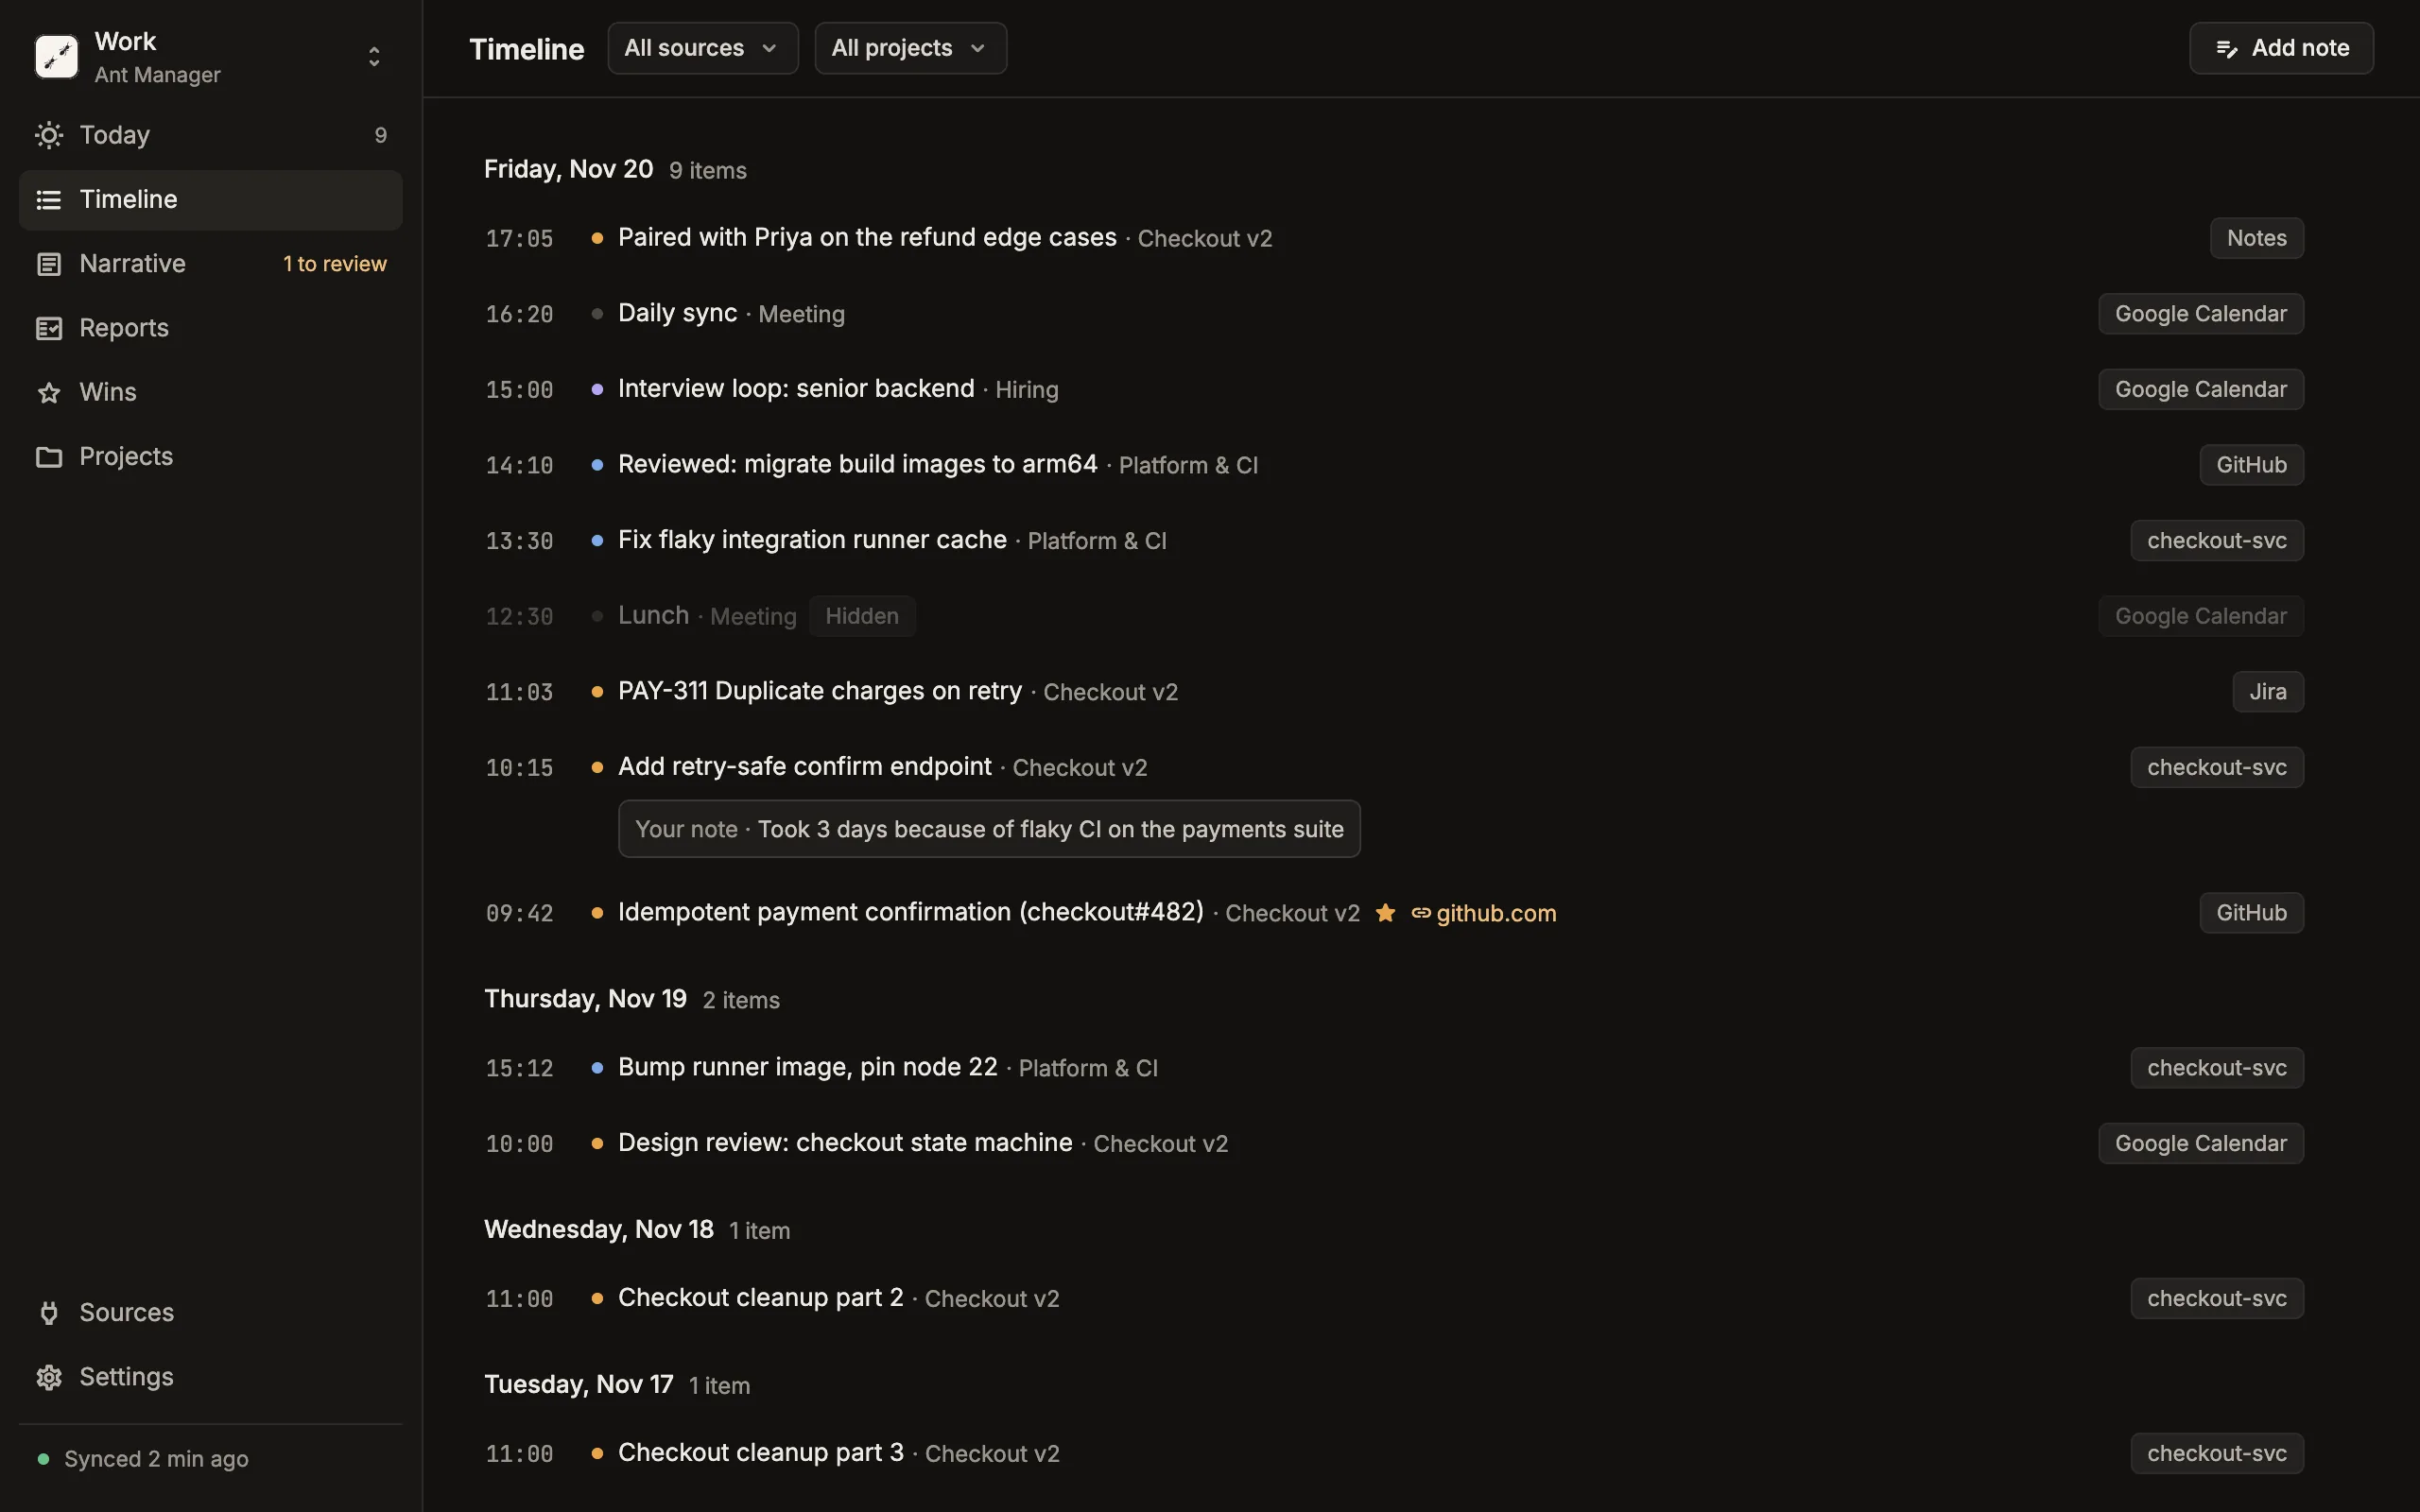 Work
Ant Manager
Today 9
Timeline
Narrative 1 to review
Reports
Wins
Projects
Sources
Settings
Synced 2 min ago
Timeline All sources All projects Add note
Friday, Nov 20 9 items
17:05 Paired with Priya on the refund edge cases · Checkout v2 Notes
16:20 Daily sync · Meeting Google Calendar
15:00 Interview loop: senior backend · Hiring Google Calendar
14:10 Reviewed: migrate build images to arm64 · Platform & CI GitHub
13:30 Fix flaky integration runner cache · Platform & CI checkout-svc
12:30 Lunch · Meeting Hidden Google Calendar
11:03 PAY-311 Duplicate charges on retry · Checkout v2 Jira
10:15 Add retry-safe confirm endpoint · Checkout v2 checkout-svc
Your note · Took 3 days because of flaky CI on the payments suite
09:42 Idempotent payment confirmation (checkout#482) · Checkout v2 github.com GitHub
Thursday, Nov 19 2 items
15:12 Bump runner image, pin node 22 · Platform & CI checkout-svc
10:00 Design review: checkout state machine · Checkout v2 Google Calendar
Wednesday, Nov 18 1 item
11:00 Checkout cleanup part 2 · Checkout v2 checkout-svc
Tuesday, Nov 17 1 item
11:00 Checkout cleanup part 3 · Checkout v2 checkout-svc